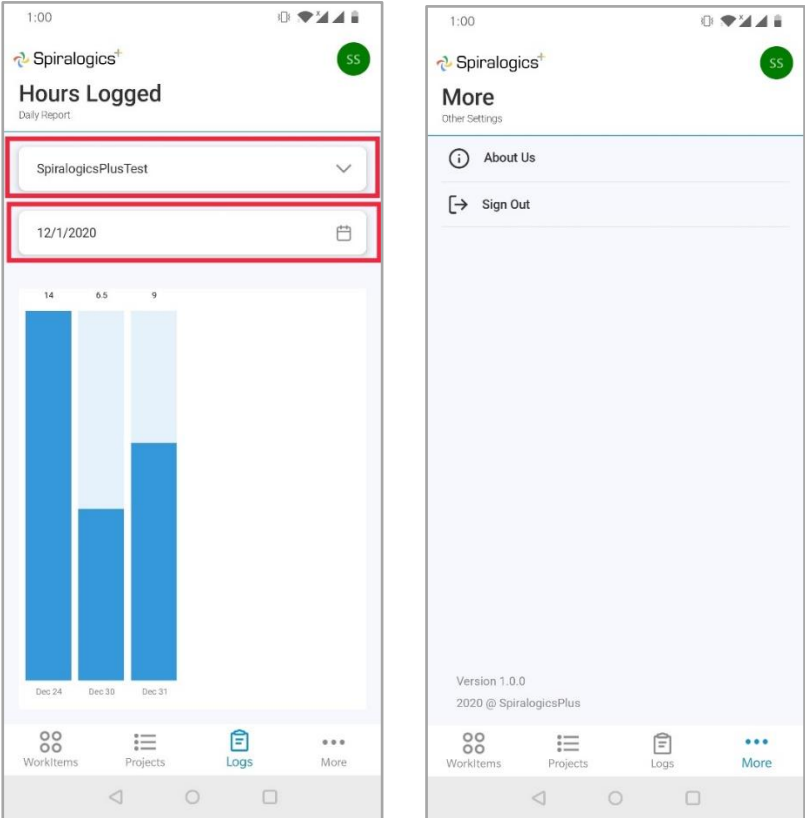 1:00
Spiralogics+
SS
Hours Logged
Daily Report
SpiralogicsPlusTest
12/1/2020
14 6.5 9
Dec 24 Dec 30 Dec 31
WorkItems Projects Logs More
1:00
Spiralogics+
SS
More
Other Settings
About Us
Sign Out
Version 1.0.0
2020 @ SpiralogicsPlus
WorkItems Projects Logs More